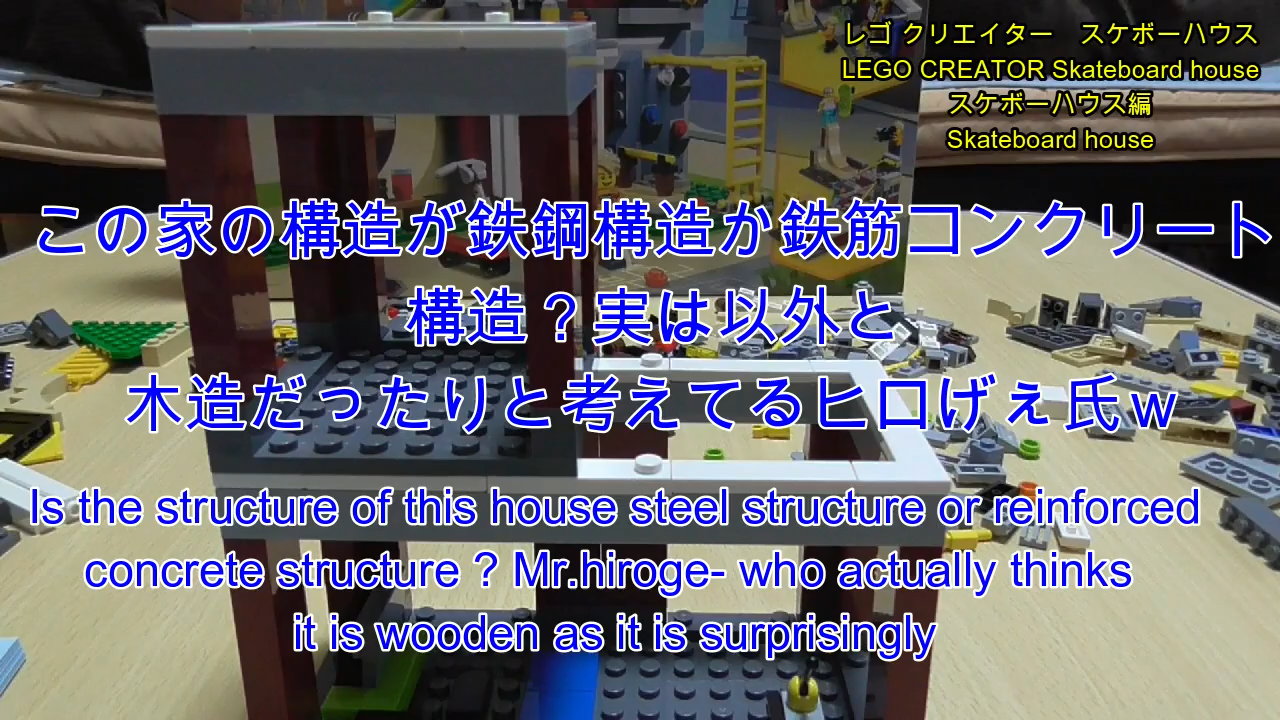 レゴ クリエイター　スケボーハウス
LEGO CREATOR Skateboard house
スケボーハウス編
Skateboard house
この家の構造が鉄鋼構造か鉄筋コンクリート
構造？実は以外と
木造だったりと考えてるヒロげぇ氏ｗ
Is the structure of this house steel structure or reinforced
concrete structure ? Mr.hiroge- who actually thinks
it is wooden as it is surprisingly